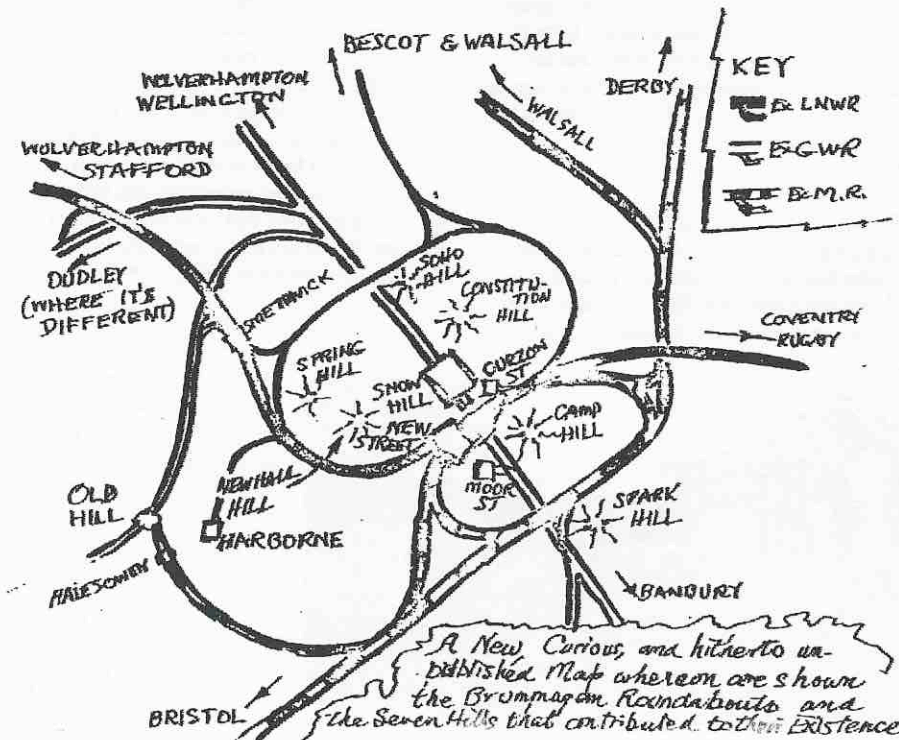 BESCOT & WALSALL
WOLVERHAMPTON
WELLINGTON
WOLVERHAMPTON
STAFFORD
WALSALL
DERBY
KEY
Ex LNWR
Ex G.W.R
Ex M.R.
DUDLEY
(WHERE IT'S
DIFFERENT)
SMETHWICK
SOHO
HILL
CONSTITU-
TION
HILL
COVENTRY
RUGBY
SPRING
HILL
SNOW
HILL
CURZON
ST
NEW
STREET
CAMP
HILL
NEWHALL
HILL
MOOR
ST
SPARK
HILL
OLD
HILL
HARBORNE
HALESOWEN
BANBURY
BRISTOL
A New Curious, and hitherto un-
published Map whereon are shown
the Brummagem Roundabouts and
the Seven Hills that contributed to their Existence